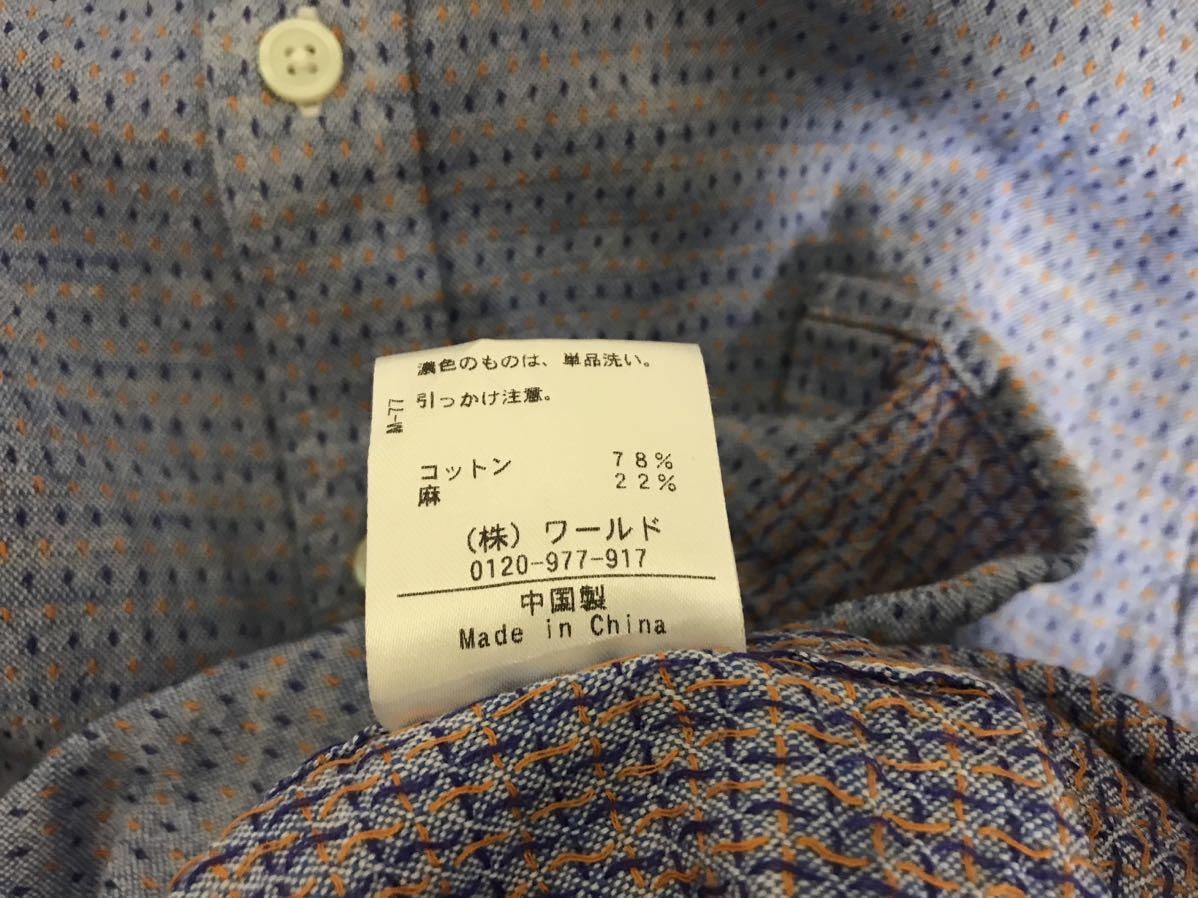 濃色のものは、単品洗い。
引っかけ注意。
M-77
コットン 78%
麻 22%
(株) ワールド
0120-977-917
中国製
Made in China